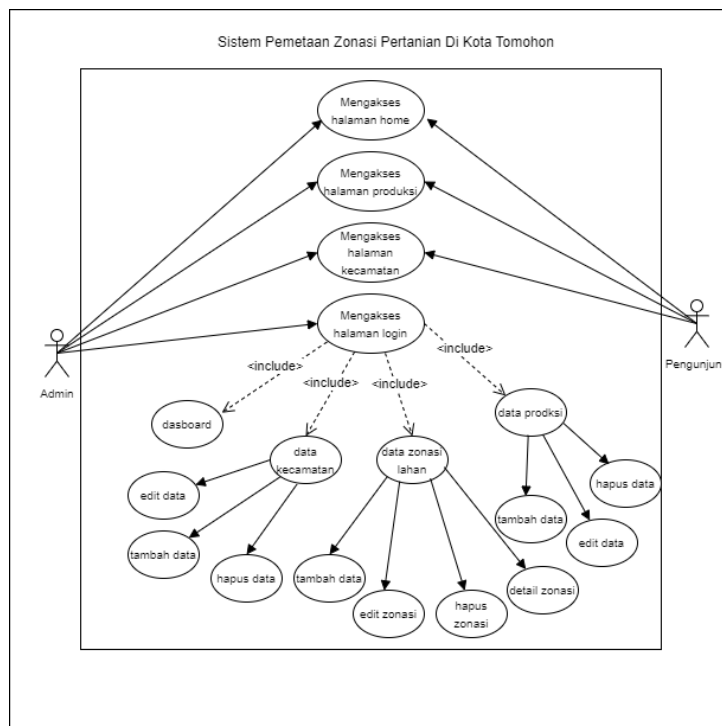 Sistem Pemetaan Zonasi Pertanian Di Kota Tomohon
Mengakses
halaman home
Mengakses
halaman produksi
Mengakses
halaman
kecamatan
Mengakses
halaman login
Admin
Pengunjun
<include>
<include>
<include>
<include>
dasboard
data
kecamatan
data zonasi
lahan
data prodksi
edit data
tambah data
hapus data
tambah data
edit zonasi
hapus
zonasi
detail zonasi
tambah data
edit data
hapus data